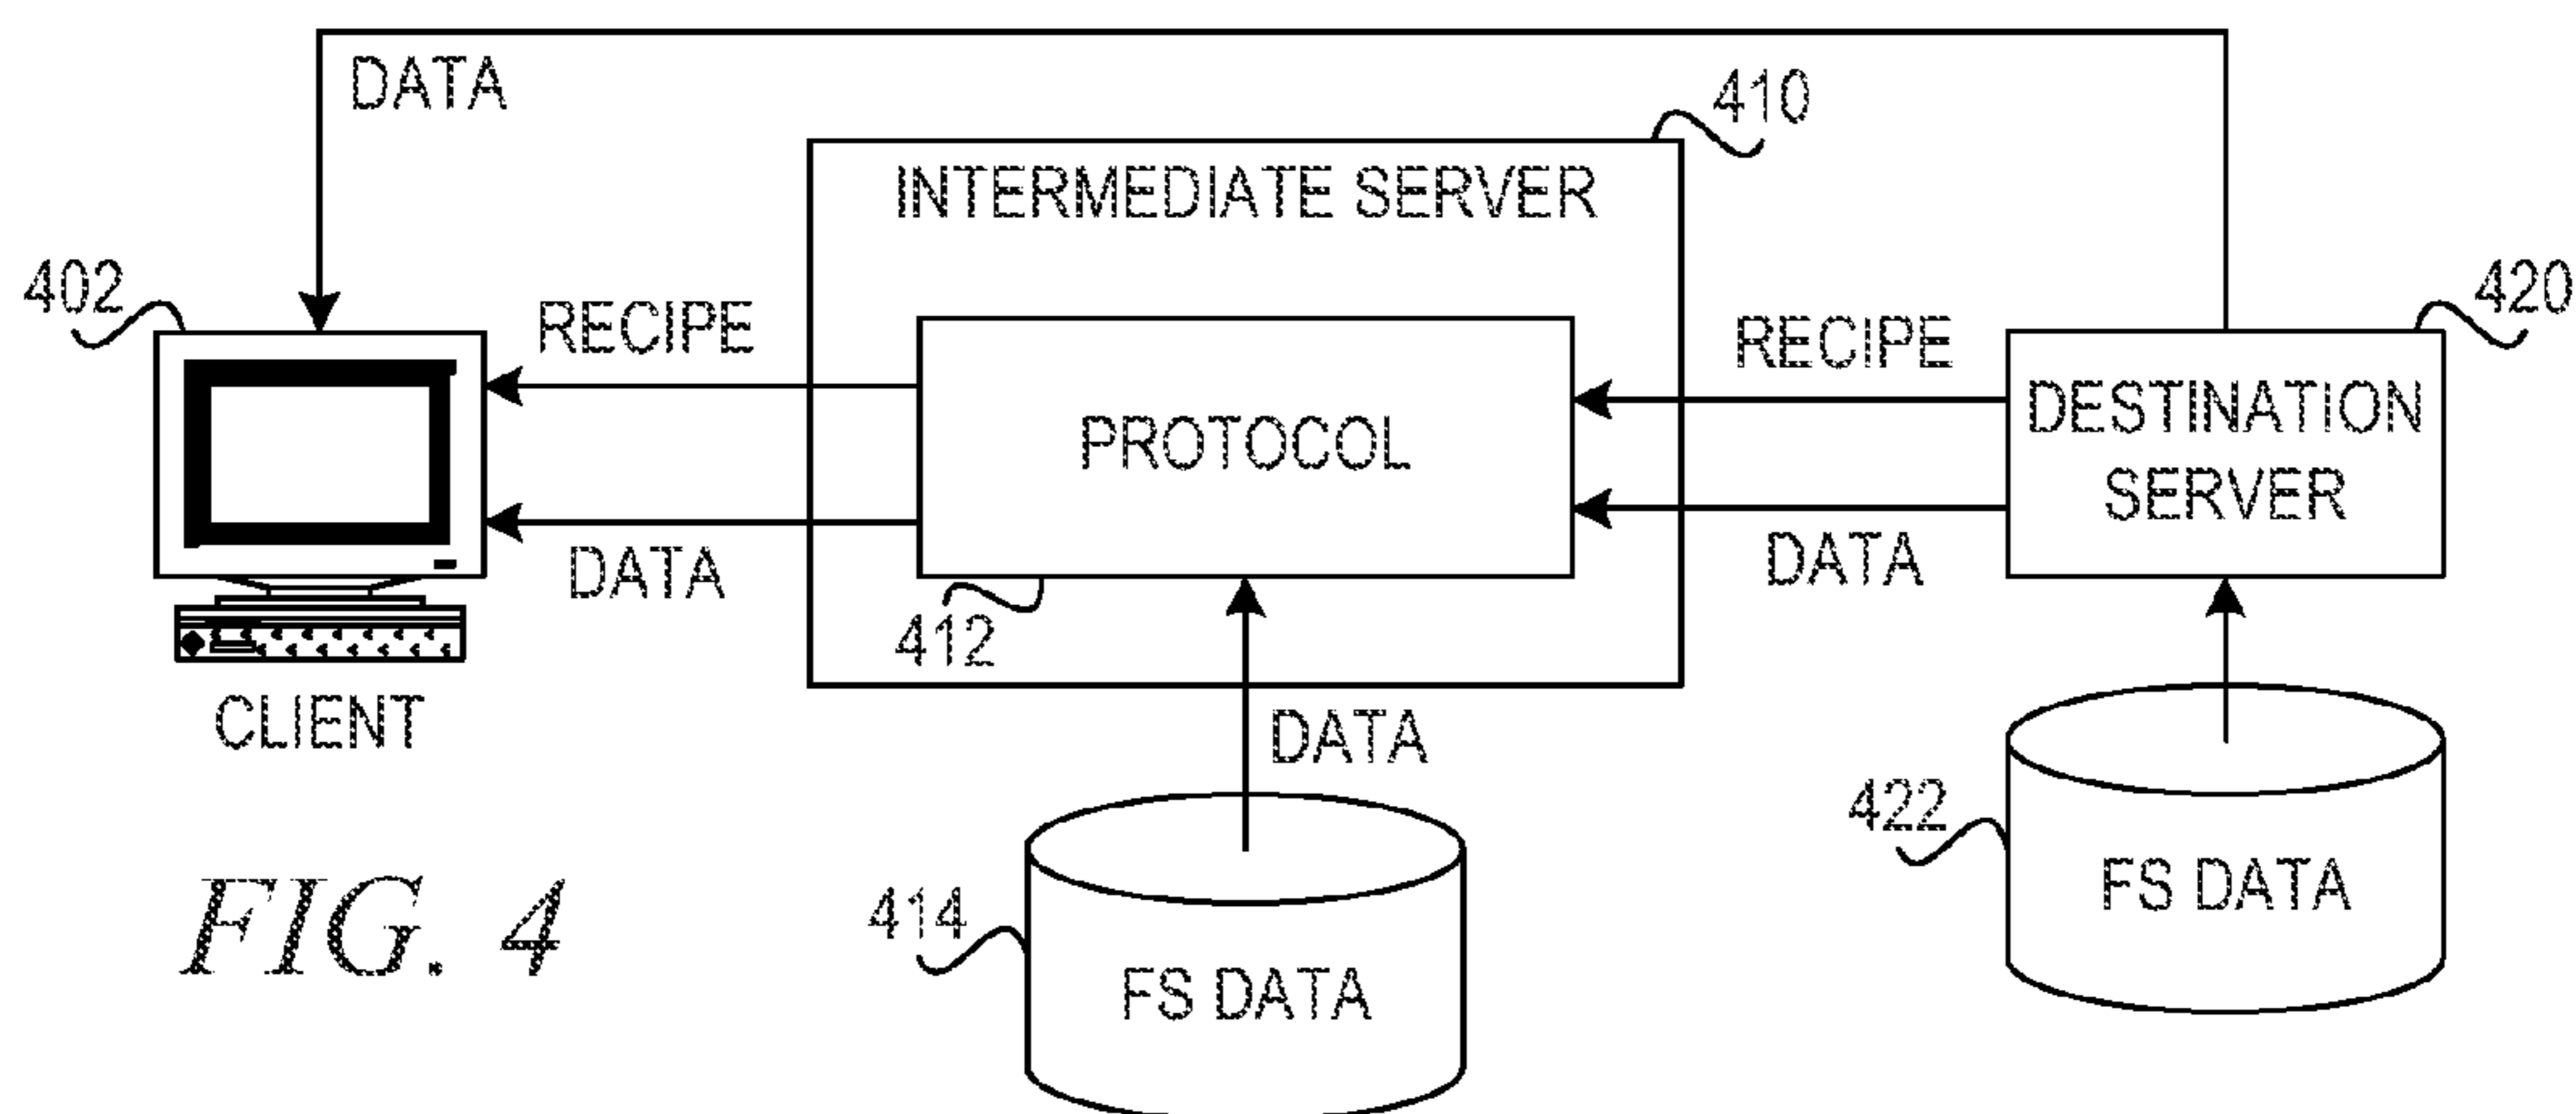 DATA
410
INTERMEDIATE SERVER
402
RECIPE
RECIPE
420
PROTOCOL
DESTINATION
SERVER
DATA
DATA
412
CLIENT
DATA
422
FS DATA
414
FS DATA
FIG. 4